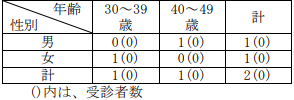 年齢 30～39歳 40～49歳 計
性別
男 0(0) 1(0) 1(0)
女 1(0) 0(0) 1(0)
計 1(0) 1(0) 2(0)
()内は、受診者数